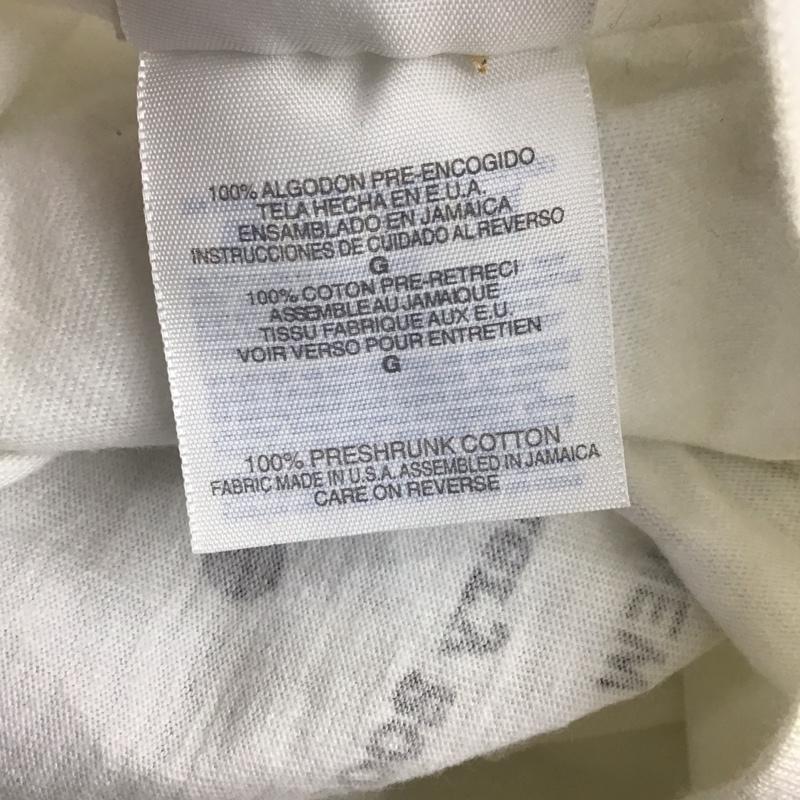 100% ALGODON PRE-ENCOGIDO
TELA HECHA EN E.U.A.
ENSAMBLADO EN JAMAICA
INSTRUCCIONES DE CUIDADO AL REVERSO
G
100% COTON PRE-RETRECI
ASSEMBLE AU JAMAIQUE
TISSU FABRIQUE AUX E.U.
VOIR VERSO POUR ENTRETIEN
G
100% PRESHRUNK COTTON
FABRIC MADE IN U.S.A. ASSEMBLED IN JAMAICA
CARE ON REVERSE